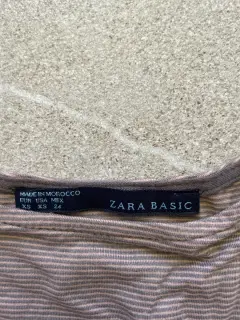 MADE IN MOROCCO
EUR USA MEX
XS XS 24
ZARA BASIC